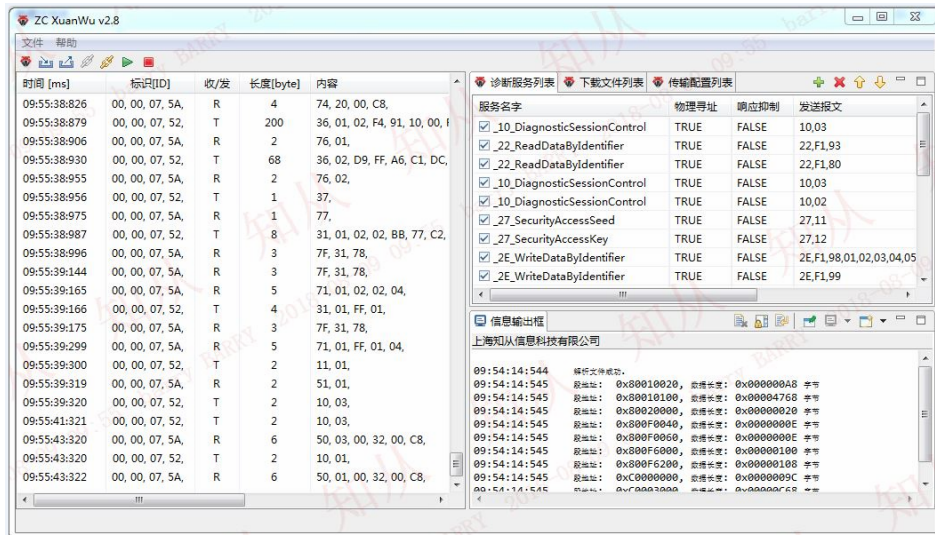 ZC XuanWu v2.8
文件 帮助
时间 [ms] 标识[ID] 收/发 长度[byte] 内容
09:55:38:826 00, 00, 07, 5A, R 4 74, 20, 00, C8,
09:55:38:879 00, 00, 07, 52, T 200 36, 01, 02, F4, 91, 10, 00,
09:55:38:906 00, 00, 07, 5A, R 2 76, 01,
09:55:38:930 00, 00, 07, 52, T 68 36, 02, D9, FF, A6, C1, DC,
09:55:38:955 00, 00, 07, 5A, R 2 76, 02,
09:55:38:956 00, 00, 07, 52, T 1 37,
09:55:38:975 00, 00, 07, 5A, R 1 77,
09:55:38:987 00, 00, 07, 52, T 8 31, 01, 02, 02, BB, 77, C2,
09:55:38:996 00, 00, 07, 5A, R 3 7F, 31, 78,
09:55:39:144 00, 00, 07, 5A, R 3 7F, 31, 78,
09:55:39:165 00, 00, 07, 5A, R 5 71, 01, 02, 02, 04,
09:55:39:166 00, 00, 07, 52, T 4 31, 01, FF, 01,
09:55:39:175 00, 00, 07, 5A, R 3 7F, 31, 78,
09:55:39:299 00, 00, 07, 5A, R 5 71, 01, FF, 01, 04,
09:55:39:300 00, 00, 07, 52, T 2 11, 01,
09:55:39:319 00, 00, 07, 5A, R 2 51, 01,
09:55:39:320 00, 00, 07, 52, T 2 10, 03,
09:55:41:321 00, 00, 07, 52, T 2 10, 03,
09:55:43:320 00, 00, 07, 5A, R 6 50, 03, 00, 32, 00, C8,
09:55:43:320 00, 00, 07, 52, T 2 10, 01,
09:55:43:322 00, 00, 07, 5A, R 6 50, 01, 00, 32, 00, C8,
诊断服务列表 下载文件列表 传输配置列表
服务名字 物理寻址 响应抑制 发送报文
_10_DiagnosticSessionControl TRUE FALSE 10,03
_22_ReadDataByIdentifier TRUE FALSE 22,F1,93
_22_ReadDataByIdentifier TRUE FALSE 22,F1,80
_10_DiagnosticSessionControl TRUE FALSE 10,03
_10_DiagnosticSessionControl TRUE FALSE 10,02
_27_SecurityAccessSeed TRUE FALSE 27,11
_27_SecurityAccessKey TRUE FALSE 27,12
_2E_WriteDataByIdentifier TRUE FALSE 2E,F1,98,01,02,03,04,05
_2E_WriteDataByIdentifier TRUE FALSE 2E,F1,99
信息输出框
上海知从信息科技有限公司
09:54:14:544 解析文件成功.
09:54:14:545 段地址: 0x80010020, 数据长度: 0x000000A8 字节
09:54:14:545 段地址: 0x80010100, 数据长度: 0x00004768 字节
09:54:14:545 段地址: 0x80020000, 数据长度: 0x00000020 字节
09:54:14:545 段地址: 0x800F0040, 数据长度: 0x0000000E 字节
09:54:14:545 段地址: 0x800F0060, 数据长度: 0x0000000E 字节
09:54:14:545 段地址: 0x800F6000, 数据长度: 0x00000100 字节
09:54:14:545 段地址: 0x800F6200, 数据长度: 0x00000108 字节
09:54:14:545 段地址: 0xC0000000, 数据长度: 0x0000009C 字节
09:54:14:545 段地址: 0xC0003000, 数据长度: 0x00000C68 字节